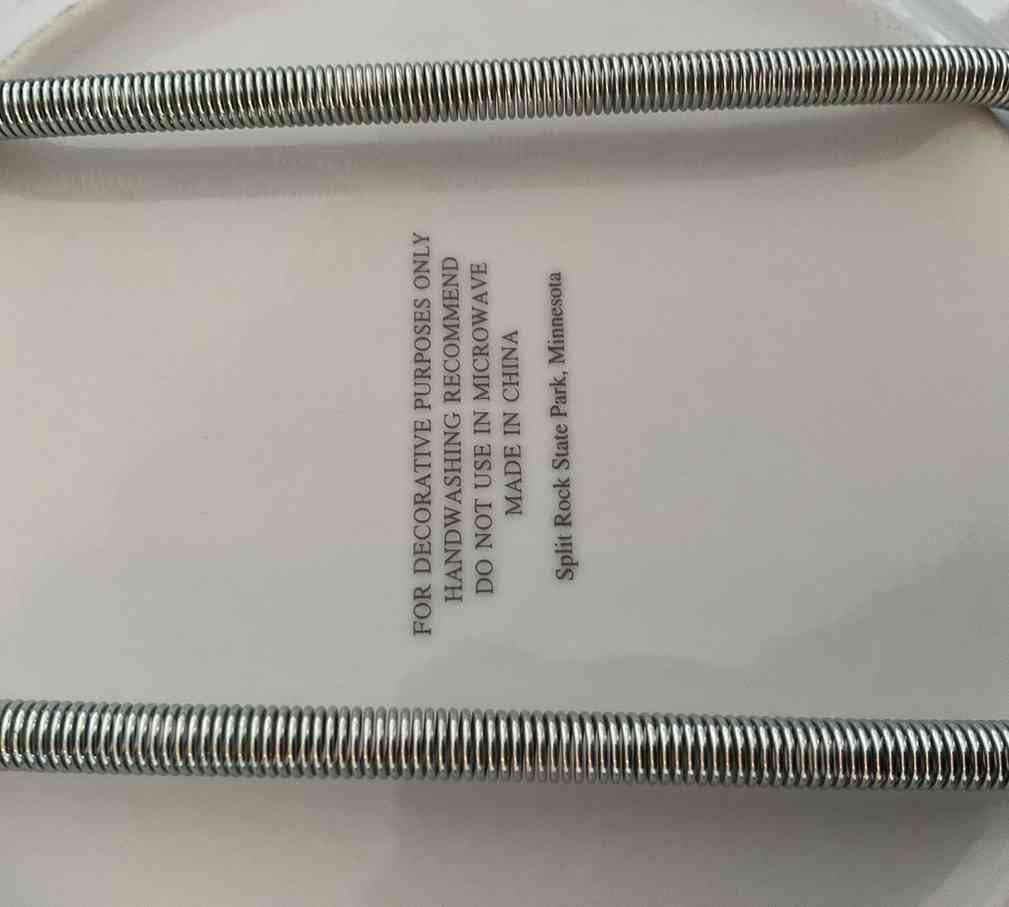 FOR DECORATIVE PURPOSES ONLY
HANDWASHING RECOMMEND
DO NOT USE IN MICROWAVE
MADE IN CHINA
Split Rock State Park, Minnesota